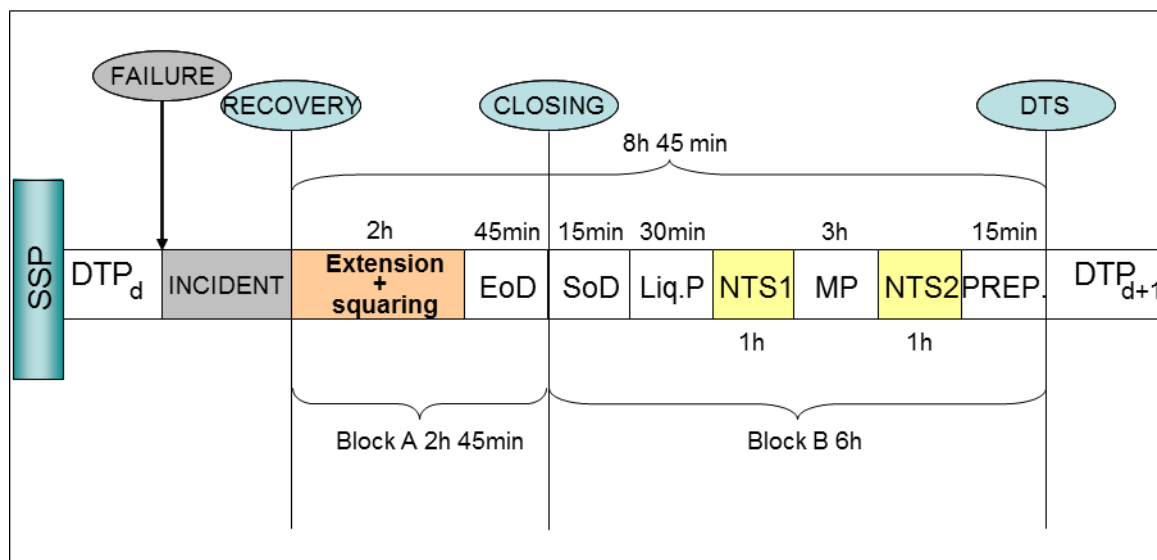 FAILURE
RECOVERY
CLOSING
DTS
8h 45 min
2h
45min
15min
30min
3h
15min
SSP
DTPd
INCIDENT
Extension
+
squaring
EoD
SoD
Liq.P
NTS1
MP
NTS2
PREP.
DTPd+1
1h
1h
Block A 2h 45min
Block B 6h